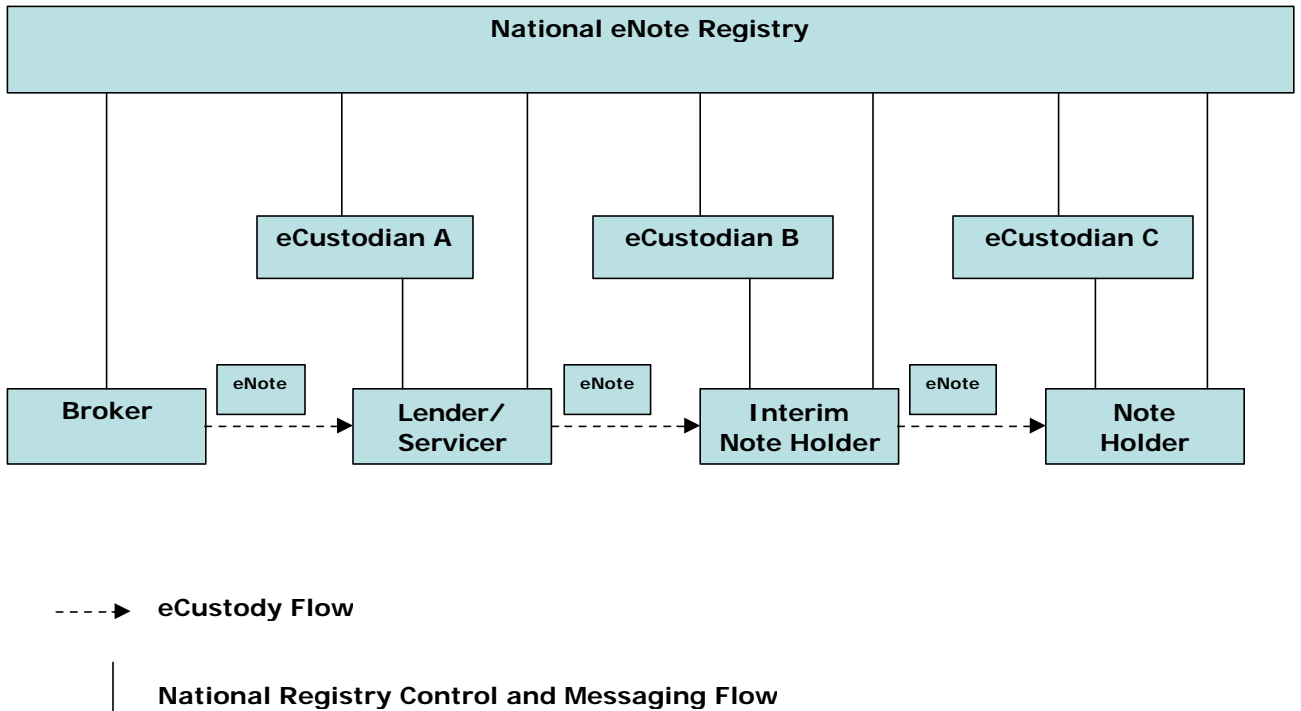 National eNote Registry
eCustodian A
eCustodian B
eCustodian C
eNote
eNote
eNote
Broker
Lender/
Servicer
Interim
Note Holder
Note
Holder
eCustody Flow
National Registry Control and Messaging Flow